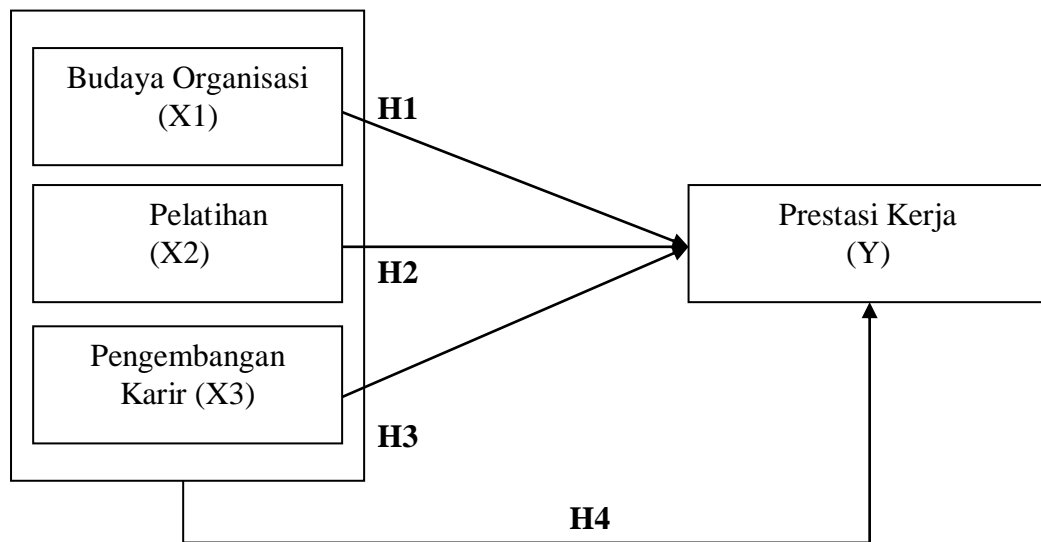 Budaya Organisasi
(X1)
H1
Pelatihan
(X2)
H2
Pengembangan
Karir (X3)
H3
Prestasi Kerja
(Y)
H4